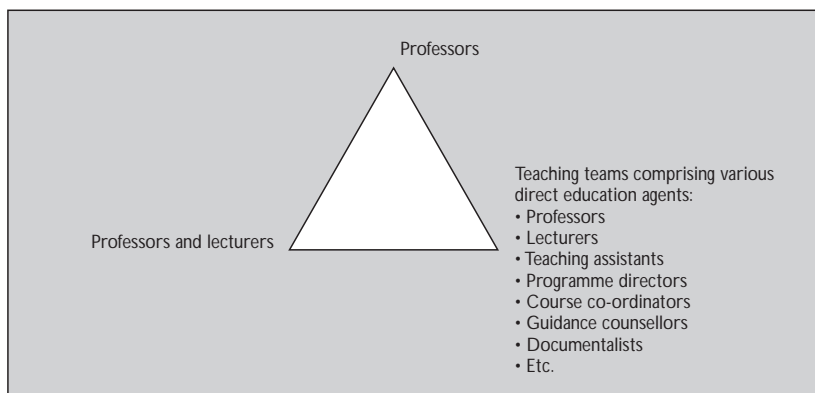 Professors
Professors and lecturers
Teaching teams comprising various
direct education agents:
• Professors
• Lecturers
• Teaching assistants
• Programme directors
• Course co-ordinators
• Guidance counsellors
• Documentalists
• Etc.